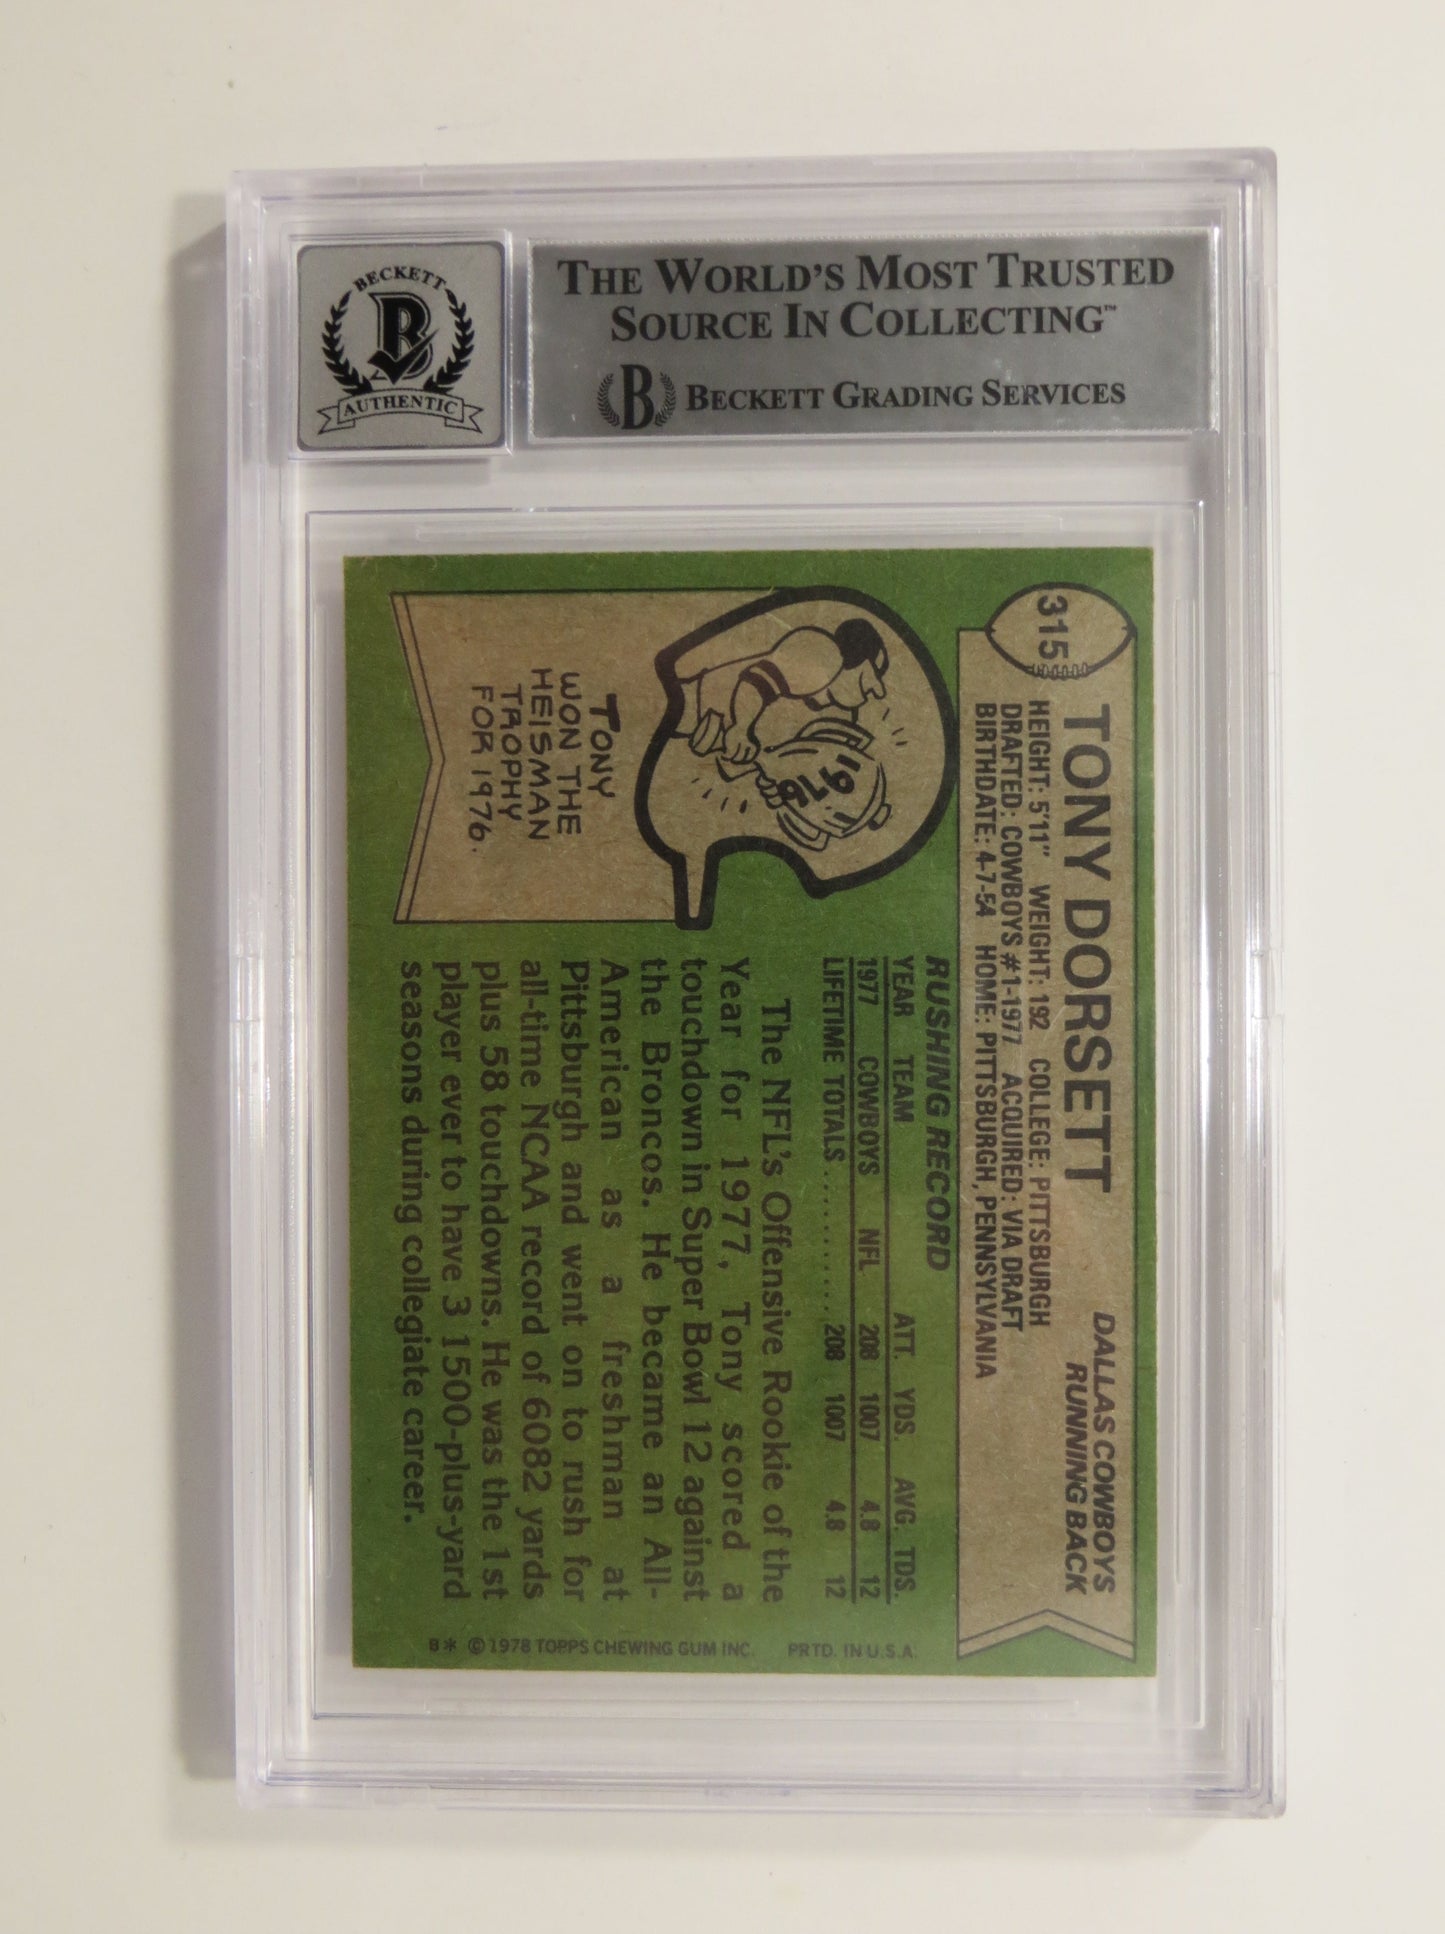 BECKETT
B
AUTHENTIC
THE WORLD'S MOST TRUSTED
SOURCE IN COLLECTING™
B BECKETT GRADING SERVICES
315
TONY DORSETT
DALLAS COWBOYS
RUNNING BACK
HEIGHT: 5'11" WEIGHT: 192 COLLEGE: PITTSBURGH
DRAFTED: COWBOYS #1-1977 ACQUIRED: VIA DRAFT
BIRTHDATE: 4-7-54 HOME: PITTSBURGH, PENNSYLVANIA
1976
TONY
WON THE
HEISMAN
TROPHY
FOR 1976.
RUSHING RECORD
YEAR TEAM ATT. YDS. AVG. TDS.
1977 COWBOYS NFL 208 1007 4.8 12
LIFETIME TOTALS ............ 208 1007 4.8 12
The NFL's Offensive Rookie of the
Year for 1977, Tony scored a
touchdown in Super Bowl 12 against
the Broncos. He became an All-
American as a freshman at
Pittsburgh and went on to rush for
all-time NCAA record of 6082 yards
plus 58 touchdowns. He was the 1st
player ever to have 3 1500-plus-yard
seasons during collegiate career.
B* © 1978 TOPPS CHEWING GUM INC. PRTD. IN U.S.A.